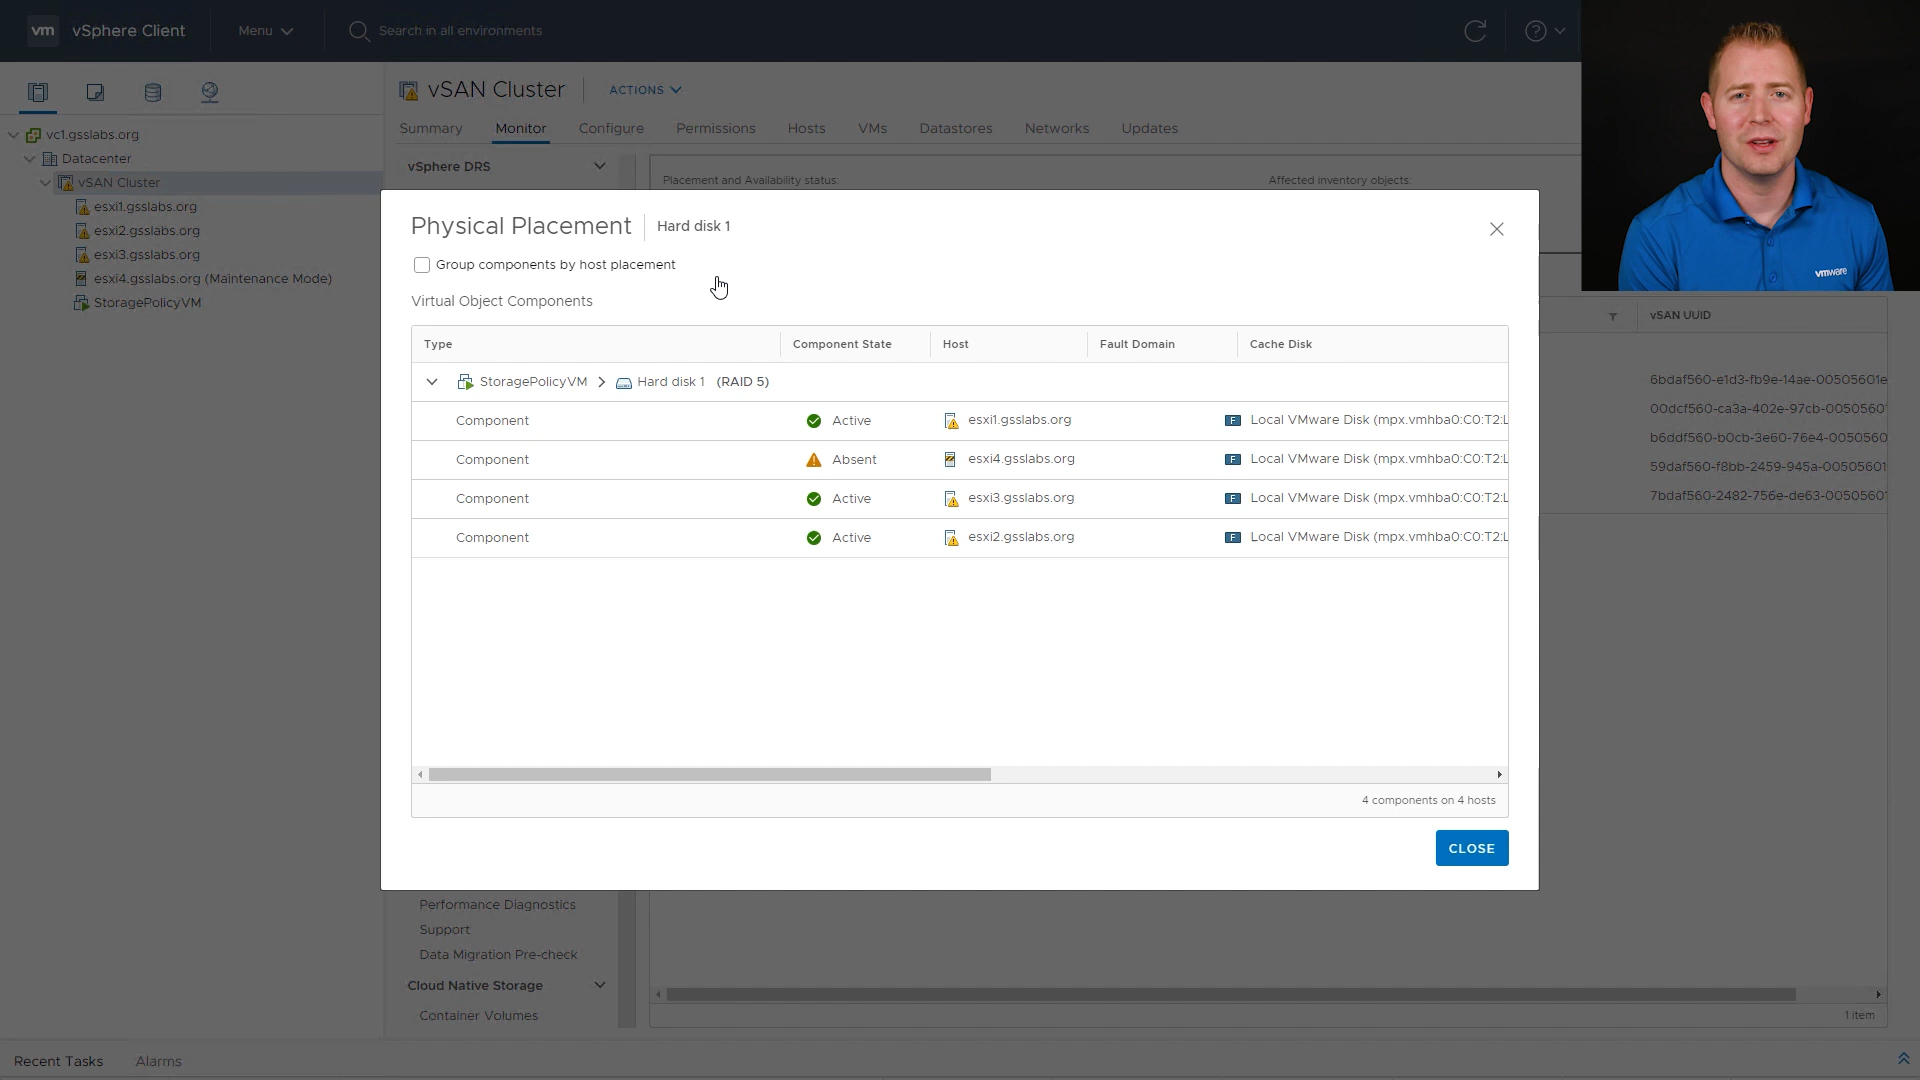 vm vSphere Client Menu Search in all environments
vSAN Cluster ACTIONS
Summary Monitor Configure Permissions Hosts VMs Datastores Networks Updates
vc1.gsslabs.org
Datacenter
vSAN Cluster
esxi1.gsslabs.org
esxi2.gsslabs.org
esxi3.gsslabs.org
esxi4.gsslabs.org (Maintenance Mode)
StoragePolicyVM
vSphere DRS
Placement and Availability status:
Affected inventory objects:
vmware
Physical Placement Hard disk 1
Group components by host placement
Virtual Object Components
Type Component State Host Fault Domain Cache Disk
StoragePolicyVM > Hard disk 1 (RAID 5)
Component Active esxi1.gsslabs.org F Local VMware Disk (mpx.vmhba0:C0:T2:L
Component Absent esxi4.gsslabs.org F Local VMware Disk (mpx.vmhba0:C0:T2:L
Component Active esxi3.gsslabs.org F Local VMware Disk (mpx.vmhba0:C0:T2:L
Component Active esxi2.gsslabs.org F Local VMware Disk (mpx.vmhba0:C0:T2:L
4 components on 4 hosts
CLOSE
vSAN UUID
6bdaf560-e1d3-fb9e-14ae-00505601e
00dcf560-ca3a-402e-97cb-0050560
b6ddf560-b0cb-3e60-76e4-0050560
59daf560-f8bb-2459-945a-00505601
7bdaf560-2482-756e-de63-0050560
Performance Diagnostics
Support
Data Migration Pre-check
Cloud Native Storage
Container Volumes
1 item
Recent Tasks Alarms